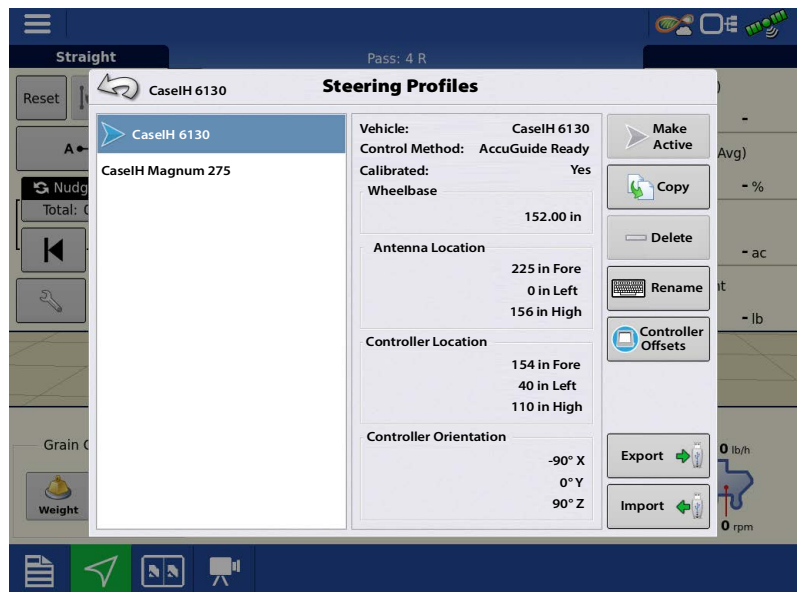 Straight
Pass: 4 R
Reset
CaseIH 6130
Steering Profiles
CaseIH 6130
CaseIH Magnum 275
Vehicle: CaseIH 6130
Control Method: AccuGuide Ready
Calibrated: Yes
Wheelbase
152.00 in
Antenna Location
225 in Fore
0 in Left
156 in High
Controller Location
154 in Fore
40 in Left
110 in High
Controller Orientation
-90° X
0° Y
90° Z
Make Active
Copy
Delete
Rename
Controller Offsets
Export
Import
A
Nudg
Total: 0
)
-
Avg)
- %
- ac
nt
- lb
Grain C
Weight
0 lb/h
0 rpm